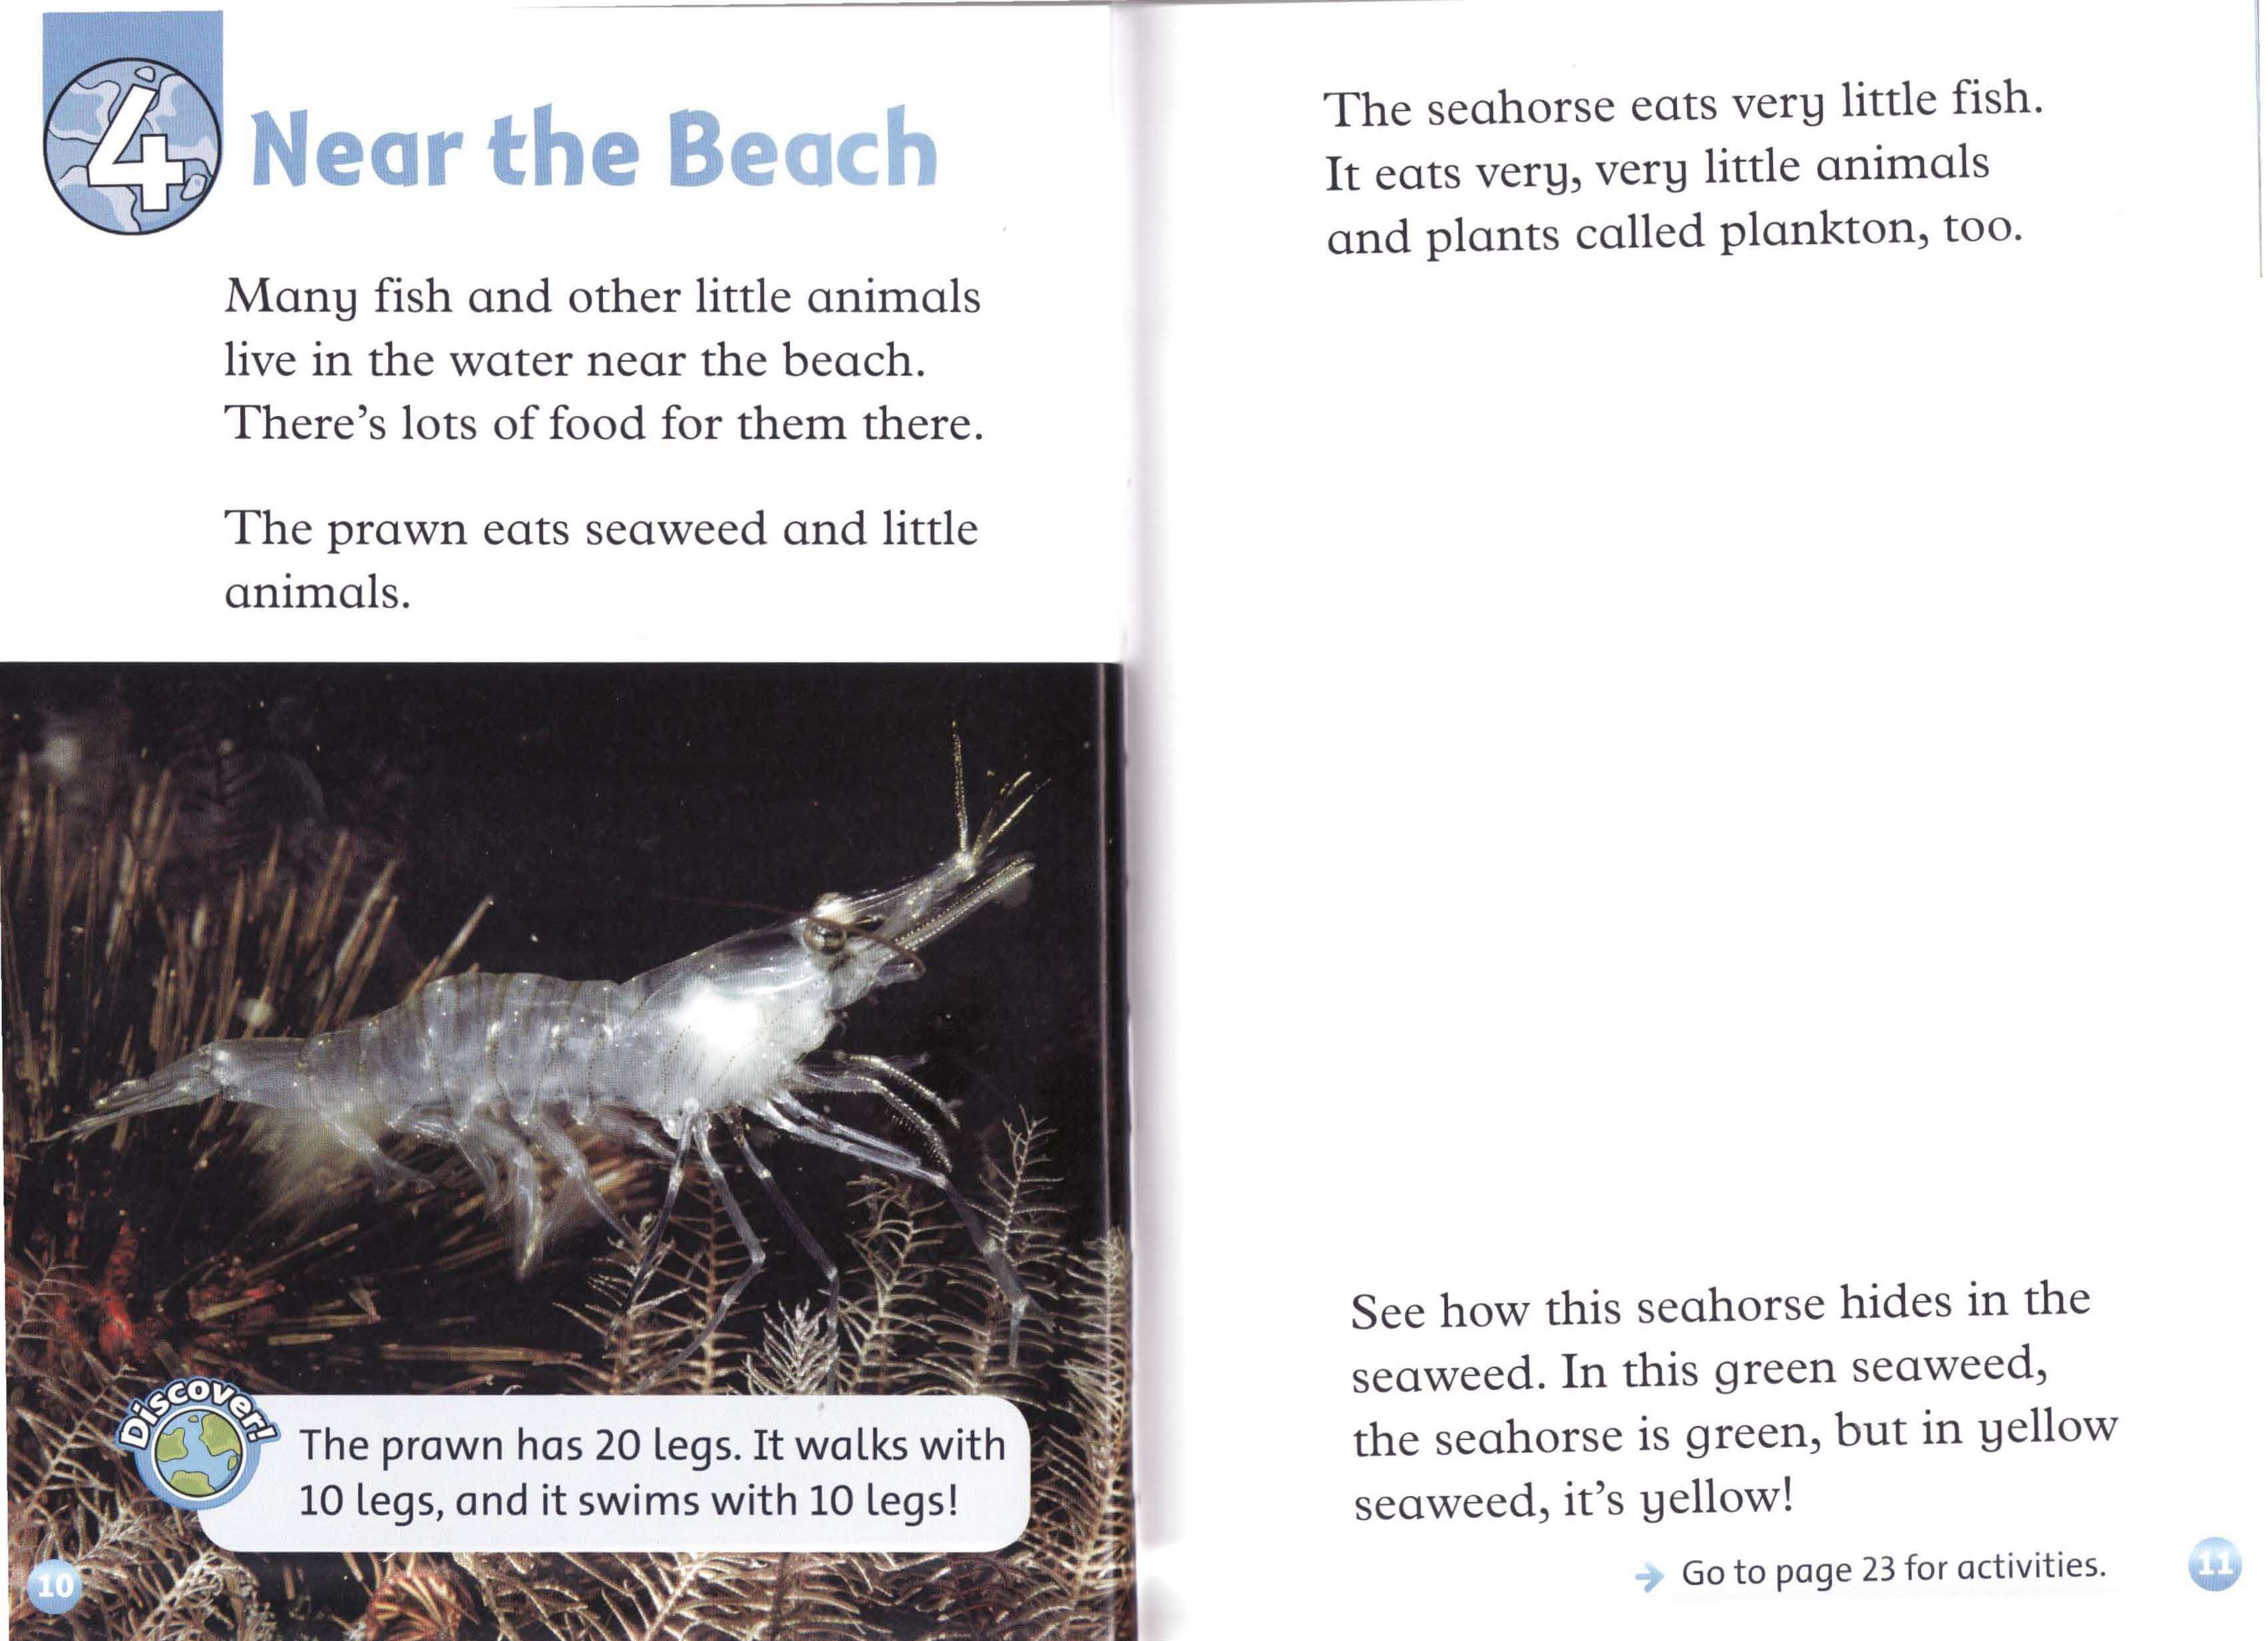 4
Near the Beach
Many fish and other little animals
live in the water near the beach.
There's lots of food for them there.
The prawn eats seaweed and little
animals.
Discover!
The prawn has 20 legs. It walks with
10 legs, and it swims with 10 legs!
10
The seahorse eats very little fish.
It eats very, very little animals
and plants called plankton, too.
See how this seahorse hides in the
seaweed. In this green seaweed,
the seahorse is green, but in yellow
seaweed, it's yellow!
→ Go to page 23 for activities.
11